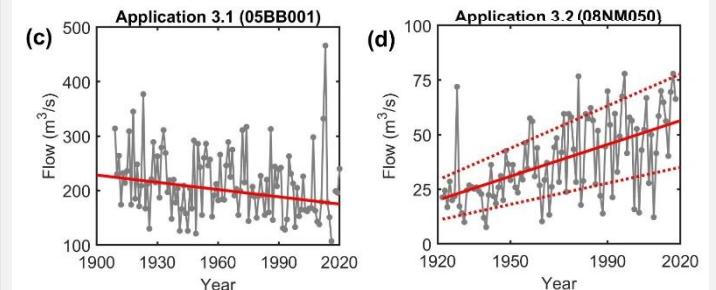 (c)
Application 3.1 (05BB001)
500
400
300
200
100
Flow (m³/s)
1900
1930
1960
1990
2020
Year
(d)
Application 3.2 (08NM050)
100
75
50
25
0
Flow (m³/s)
1920
1950
1990
2020
Year